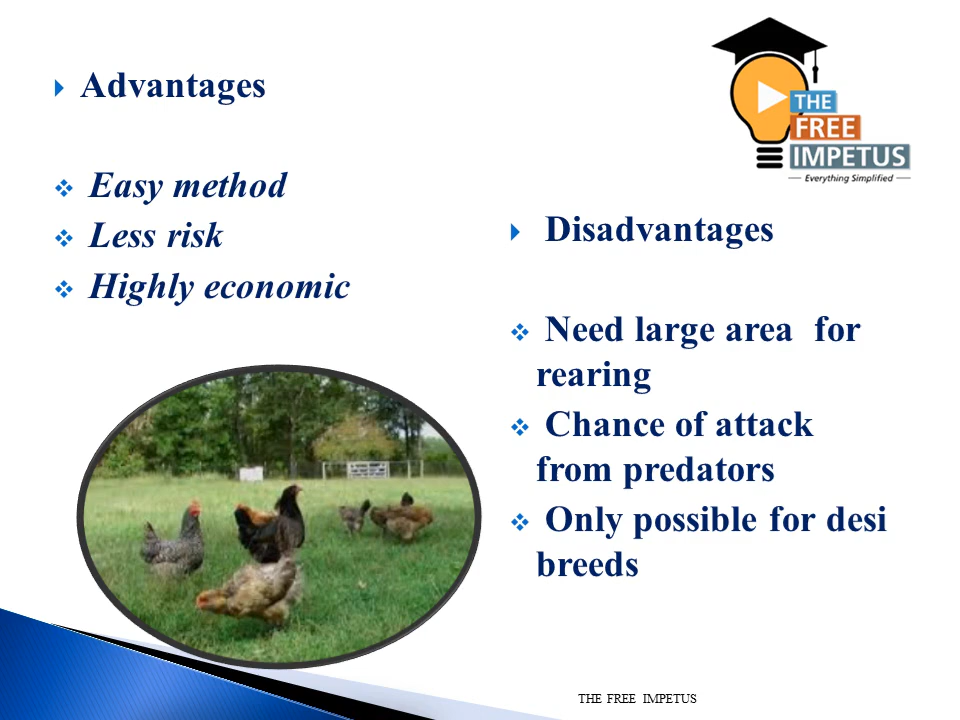 Advantages
Easy method
Less risk
Highly economic
THE
FREE
IMPETUS
Everything Simplified
Disadvantages
Need large area for
rearing
Chance of attack
from predators
Only possible for desi
breeds
THE FREE IMPETUS